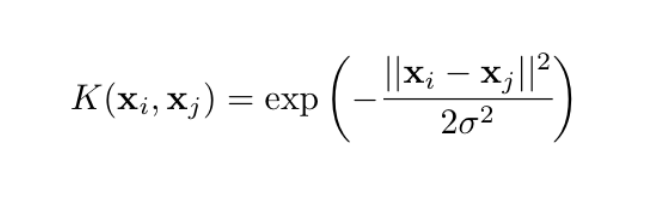 K(𝐱ᵢ, 𝐱ⱼ) = exp(−||𝐱ᵢ − 𝐱ⱼ||² / 2σ²)